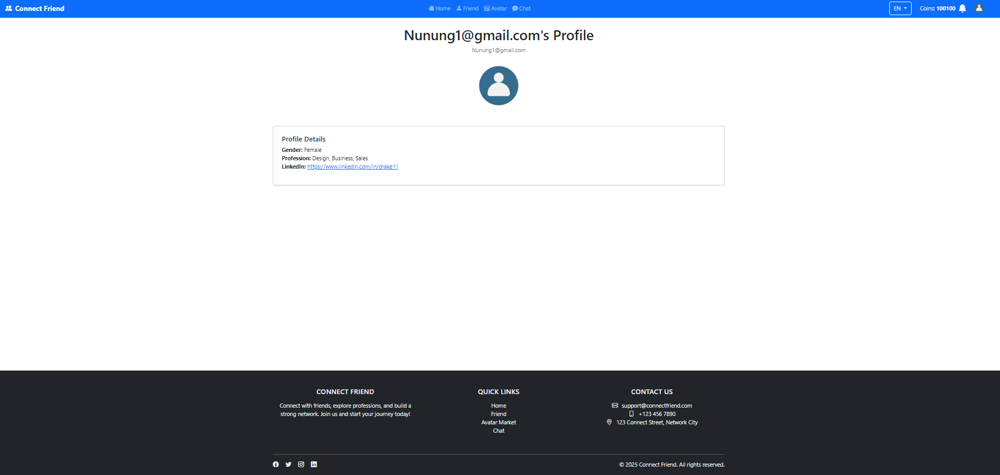 Connect Friend
Home Friend Avatar Chat
EN Coins: 100100
Nunung1@gmail.com's Profile
Nunung1@gmail.com
Profile Details
Gender: Female
Profession: Design, Business, Sales
LinkedIn: https://www.linkedin.com/in/drake11
CONNECT FRIEND
Connect with friends, explore professions, and build a
strong network. Join us and start your journey today!
QUICK LINKS
Home
Friend
Avatar Market
Chat
CONTACT US
support@connectfriend.com
+123 456 7890
123 Connect Street, Network City
© 2025 Connect Friend. All rights reserved.